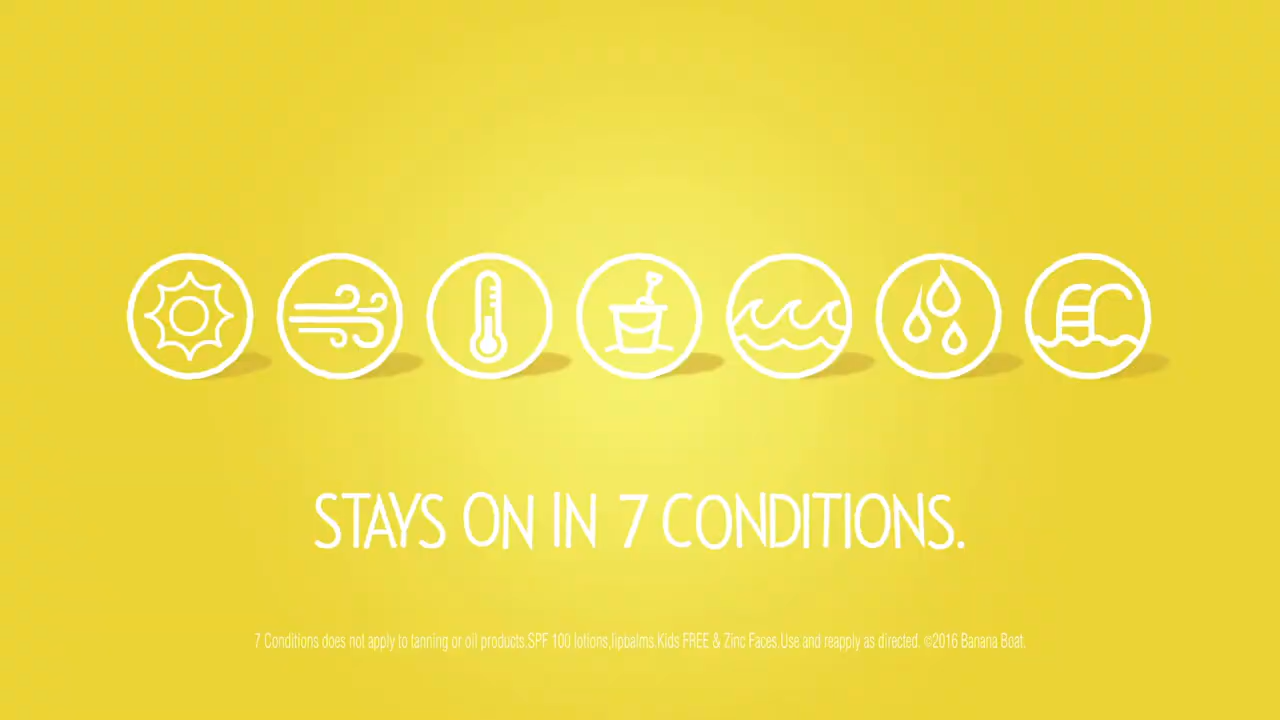 STAYS ON IN 7 CONDITIONS.
7 Conditions does not apply to tanning or oil products.SPF 100 lotions,lipbalms.Kids FREE & Zinc Faces.Use and reapply as directed. ©2016 Banana Boat.